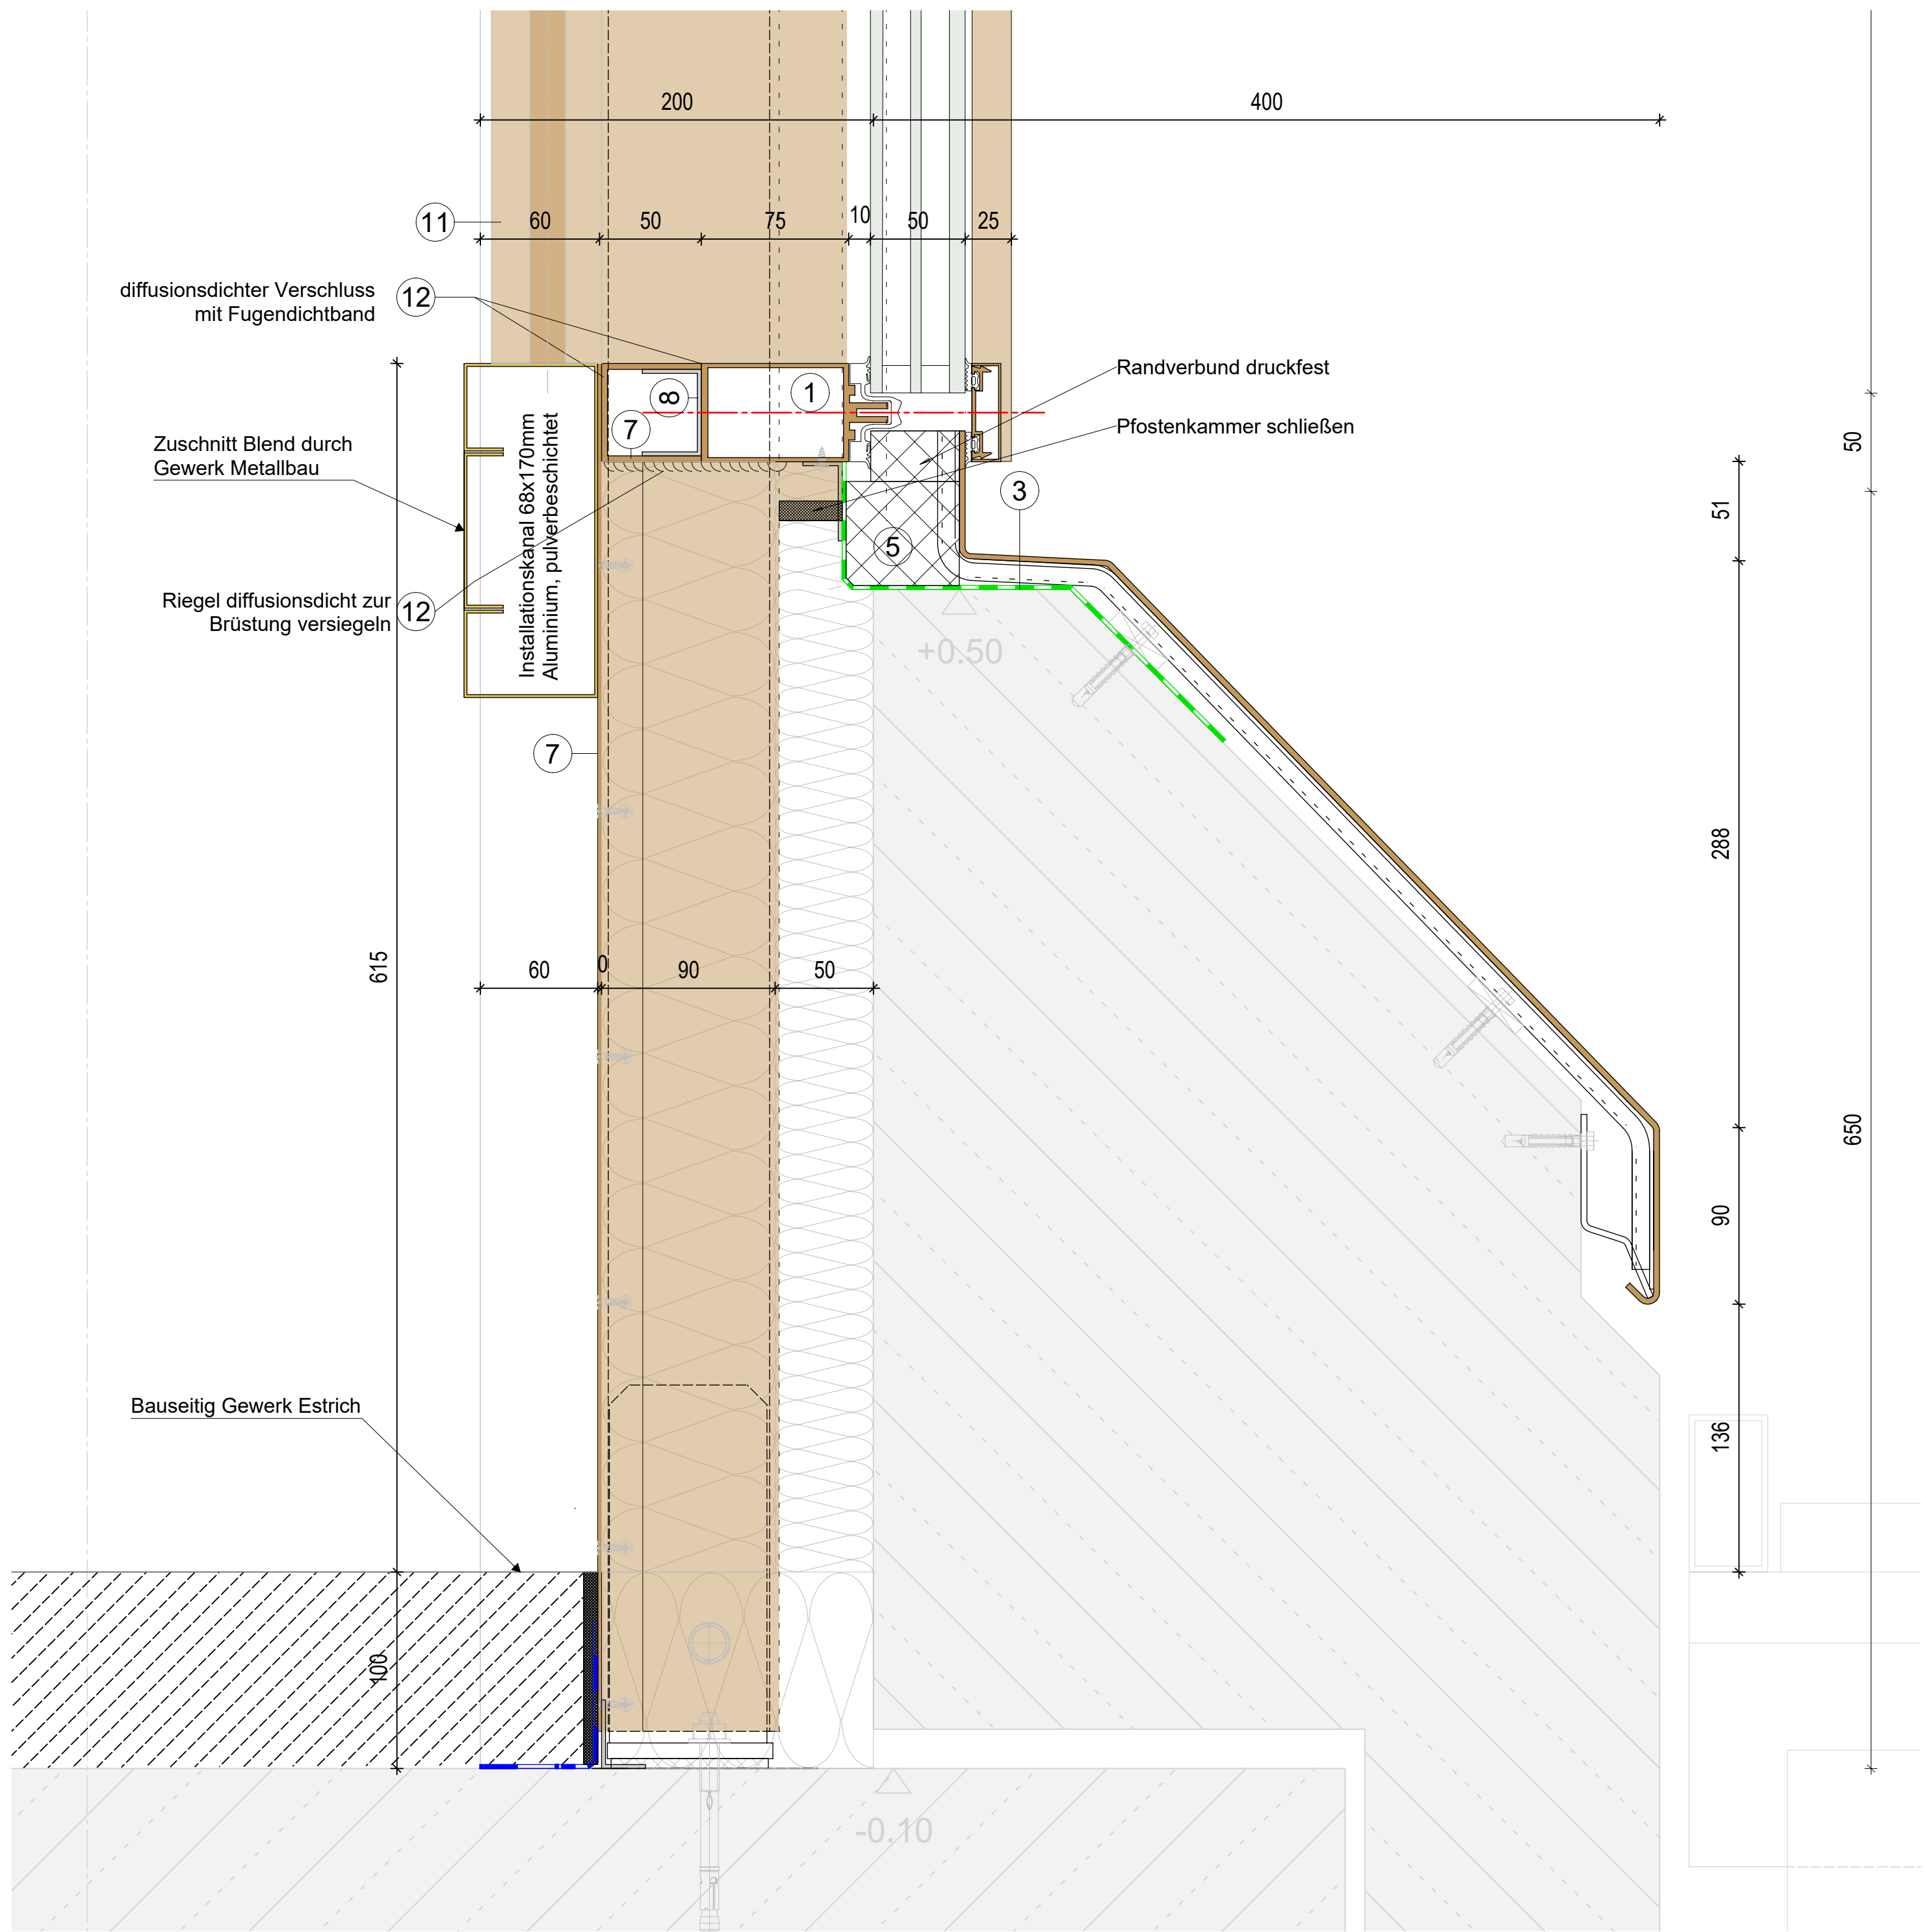 200
400
11
60
50
75
10
50
25
diffusionsdichter Verschluss
mit Fugendichtband
12
Randverbund druckfest
1
8
7
Pfostenkammer schließen
Zuschnitt Blend durch
Gewerk Metallbau
Installationskanal 68x170mm
Aluminium, pulverbeschichtet
50
3
51
5
Riegel diffusionsdicht zur
Brüstung versiegeln
12
+0.50
7
288
615
60
0
90
50
650
90
Bauseitig Gewerk Estrich
136
100
-0.10